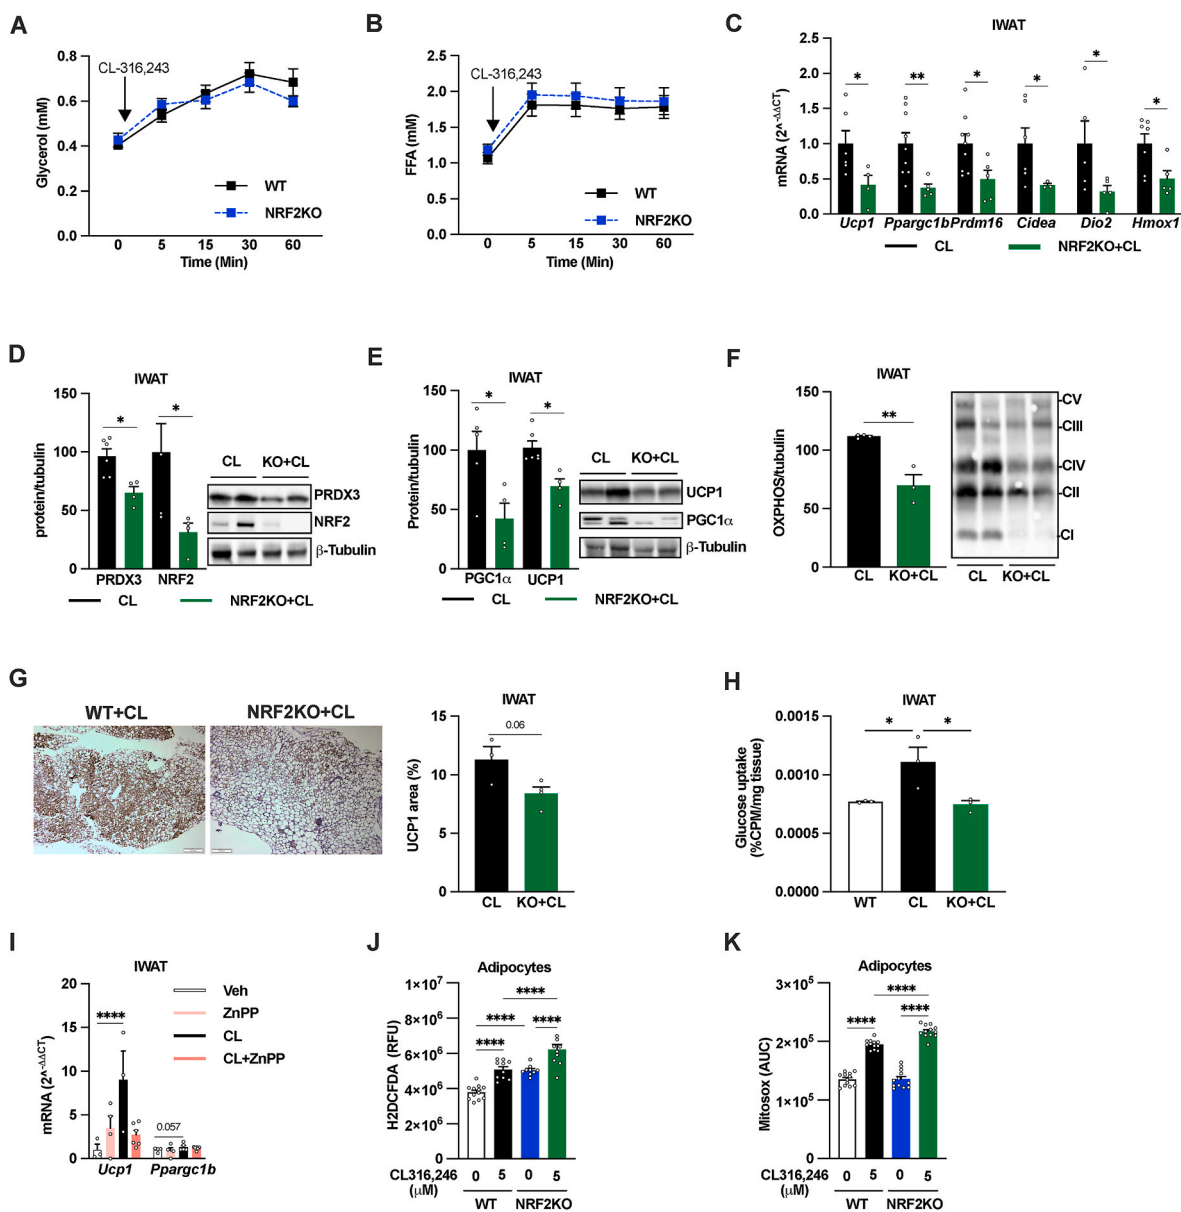 A
0.8
0.6
0.4
0.2
0.0
Glycerol (mM)
CL-316,243
WT
NRF2KO
0 5 15 30 60
Time (Min)
B
2.5
2.0
1.5
1.0
0.5
0.0
FFA (mM)
CL-316,243
WT
NRF2KO
0 5 15 30 60
Time (Min)
C
IWAT
2.5
2.0
1.5
1.0
0.5
0.0
mRNA (2^-ΔΔCT)
* ** * * * *
Ucp1 Ppargc1b Prdm16 Cidea Dio2 Hmox1
CL NRF2KO+CL
D
IWAT
150
100
50
0
protein/tubulin
* *
PRDX3 NRF2
CL NRF2KO+CL
CL KO+CL
PRDX3
NRF2
β-Tubulin
E
IWAT
150
100
50
0
Protein/tubulin
* *
PGC1α UCP1
CL NRF2KO+CL
CL KO+CL
UCP1
PGC1α
β-Tubulin
F
IWAT
150
100
50
0
OXPHOS/tubulin
**
CL KO+CL
-CV
-CIII
-CIV
-CII
-CI
CL KO+CL
G
WT+CL NRF2KO+CL
IWAT
15
10
5
0
UCP1 area (%)
0.06
CL KO+CL
H
IWAT
0.0015
0.0010
0.0005
0.0000
Glucose uptake
(%CPM/mg tissue)
* *
WT CL KO+CL
I
IWAT
20
15
10
5
0
mRNA (2^-ΔΔCT)
****
0.057
Ucp1 Ppargc1b
Veh
ZnPP
CL
CL+ZnPP
J
Adipocytes
1×10⁷
8×10⁶
6×10⁶
4×10⁶
2×10⁶
0
H2DCFDA (RFU)
****
**** ****
****
CL316,246
(μM)
0 5 0 5
WT NRF2KO
K
Adipocytes
3×10⁵
2×10⁵
1×10⁵
0
Mitosox (AUC)
****
**** ****
CL316,246
(μM)
0 5 0 5
WT NRF2KO